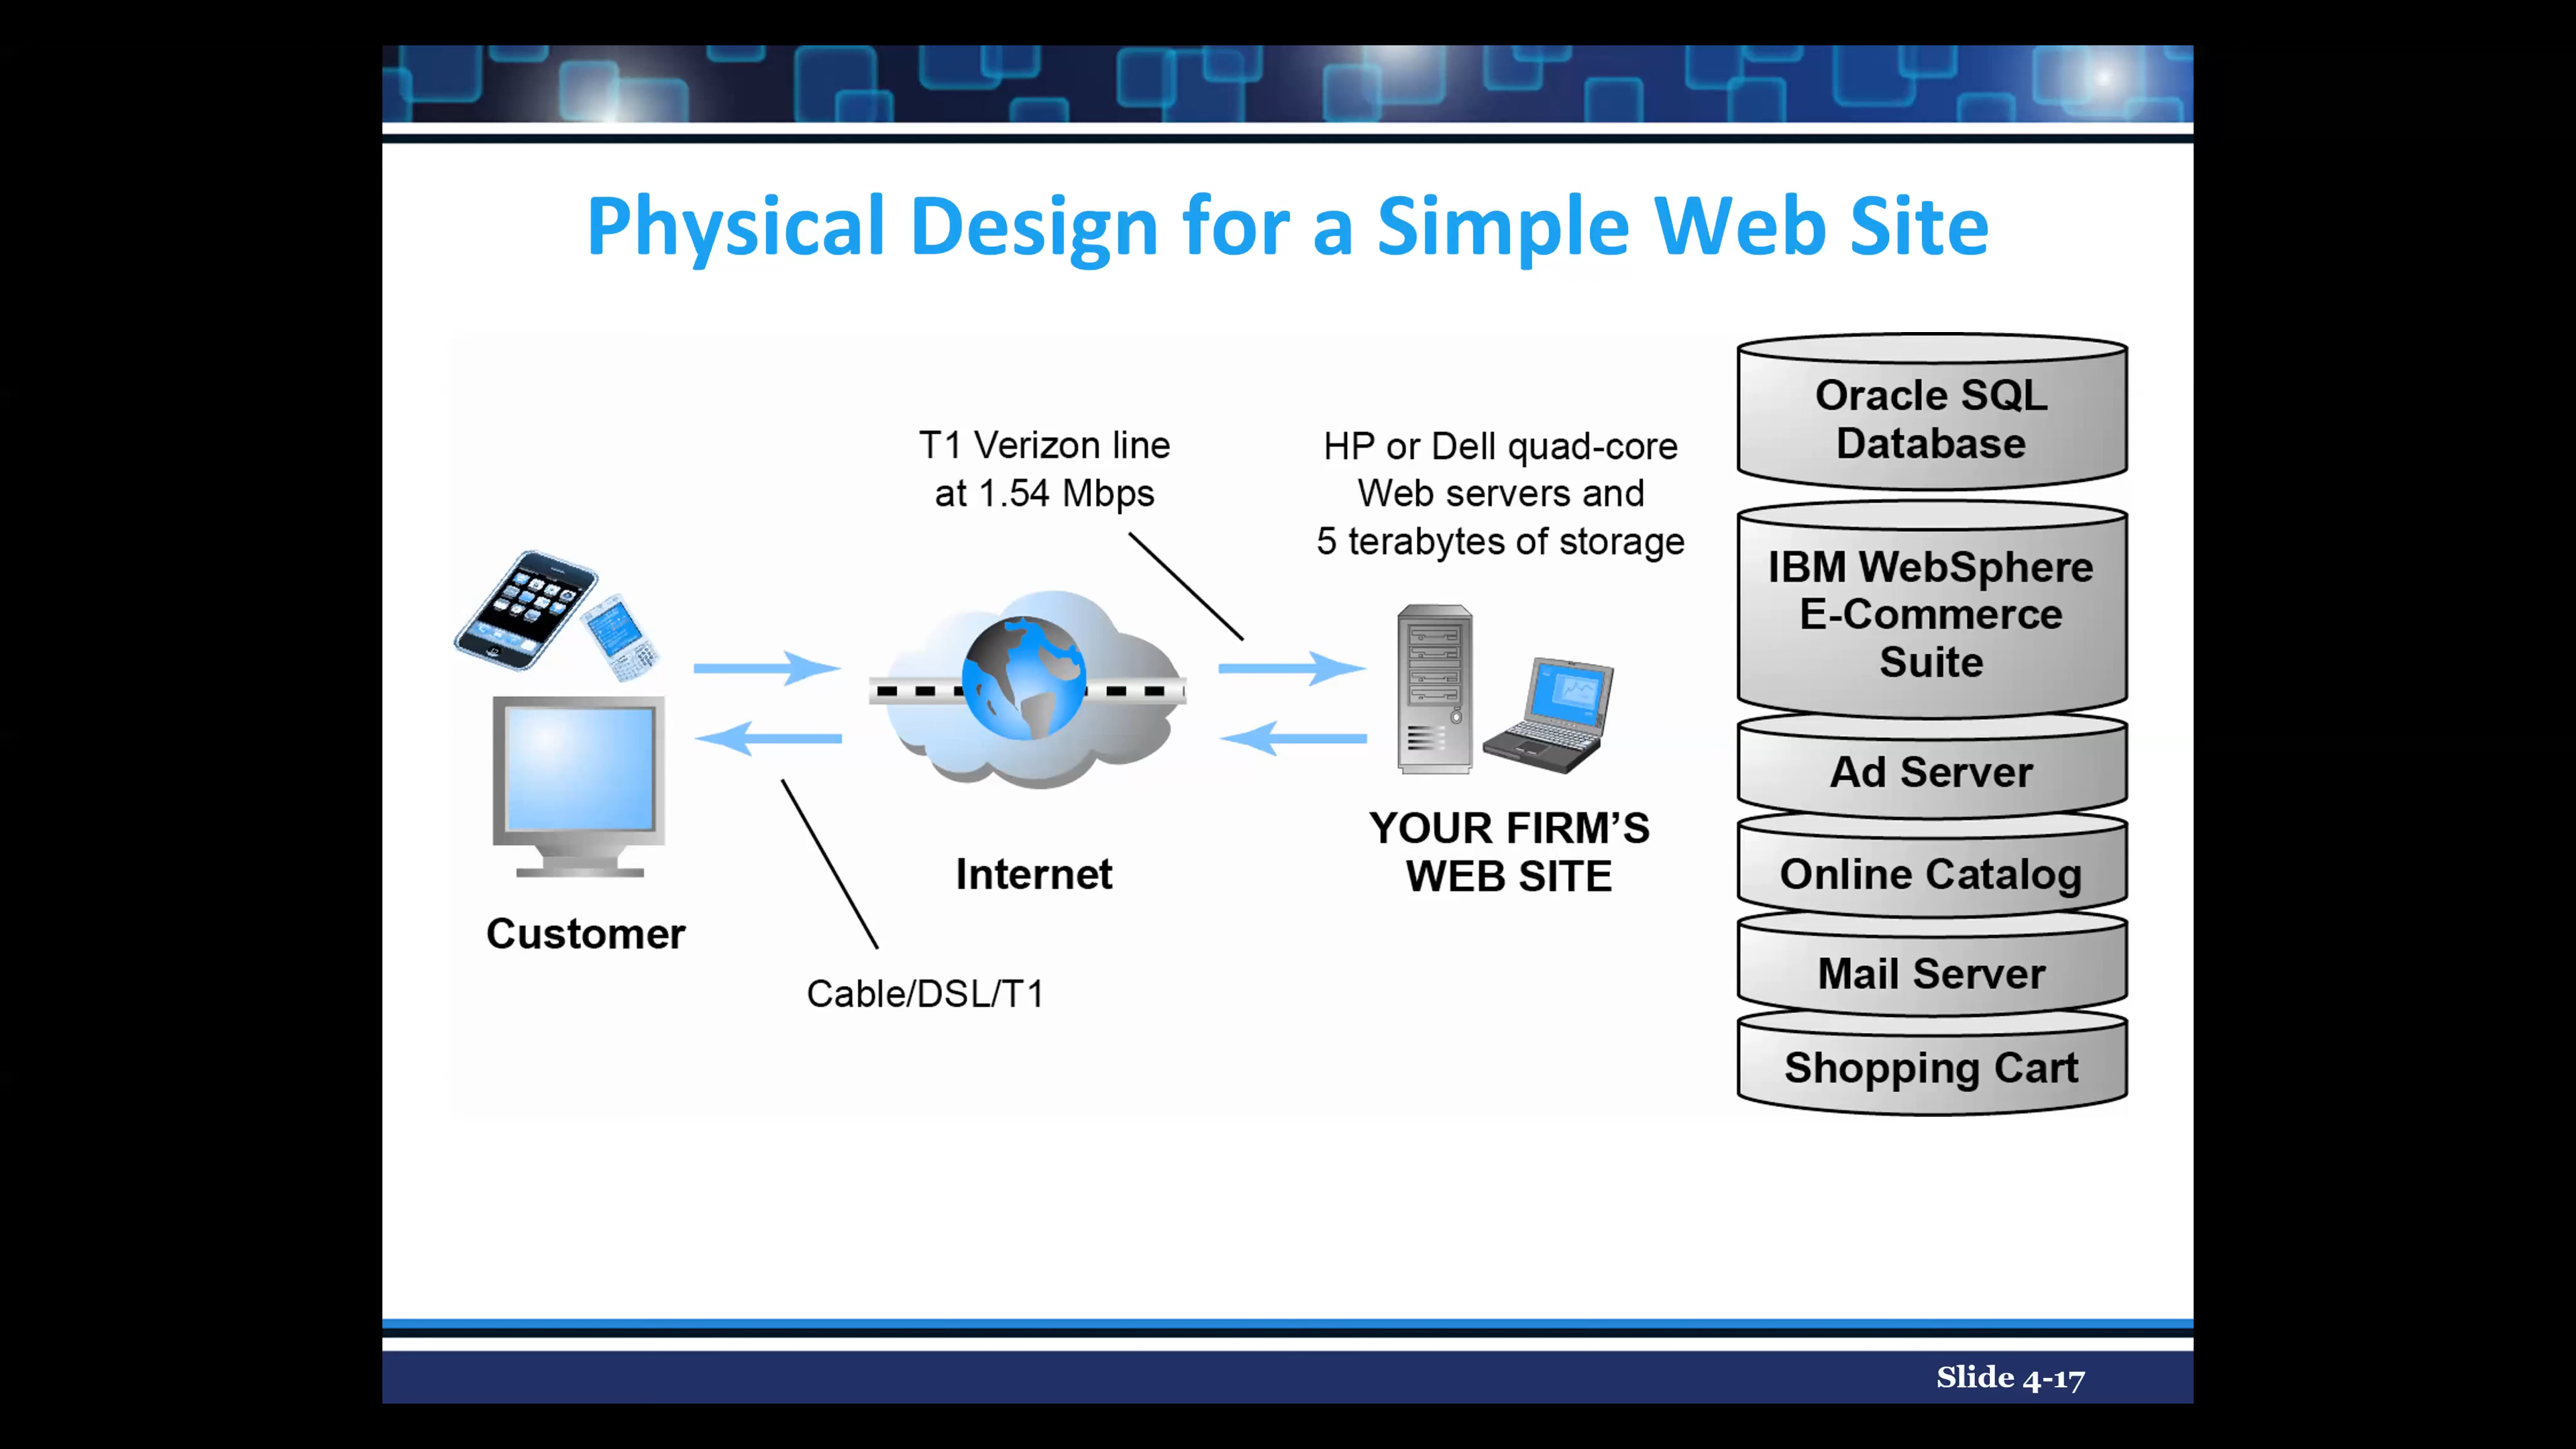 Physical Design for a Simple Web Site
T1 Verizon line
at 1.54 Mbps
HP or Dell quad-core
Web servers and
5 terabytes of storage
Oracle SQL
Database
IBM WebSphere
E-Commerce
Suite
Ad Server
Online Catalog
Mail Server
Shopping Cart
Customer
Internet
YOUR FIRM’S
WEB SITE
Cable/DSL/T1
Slide 4-17